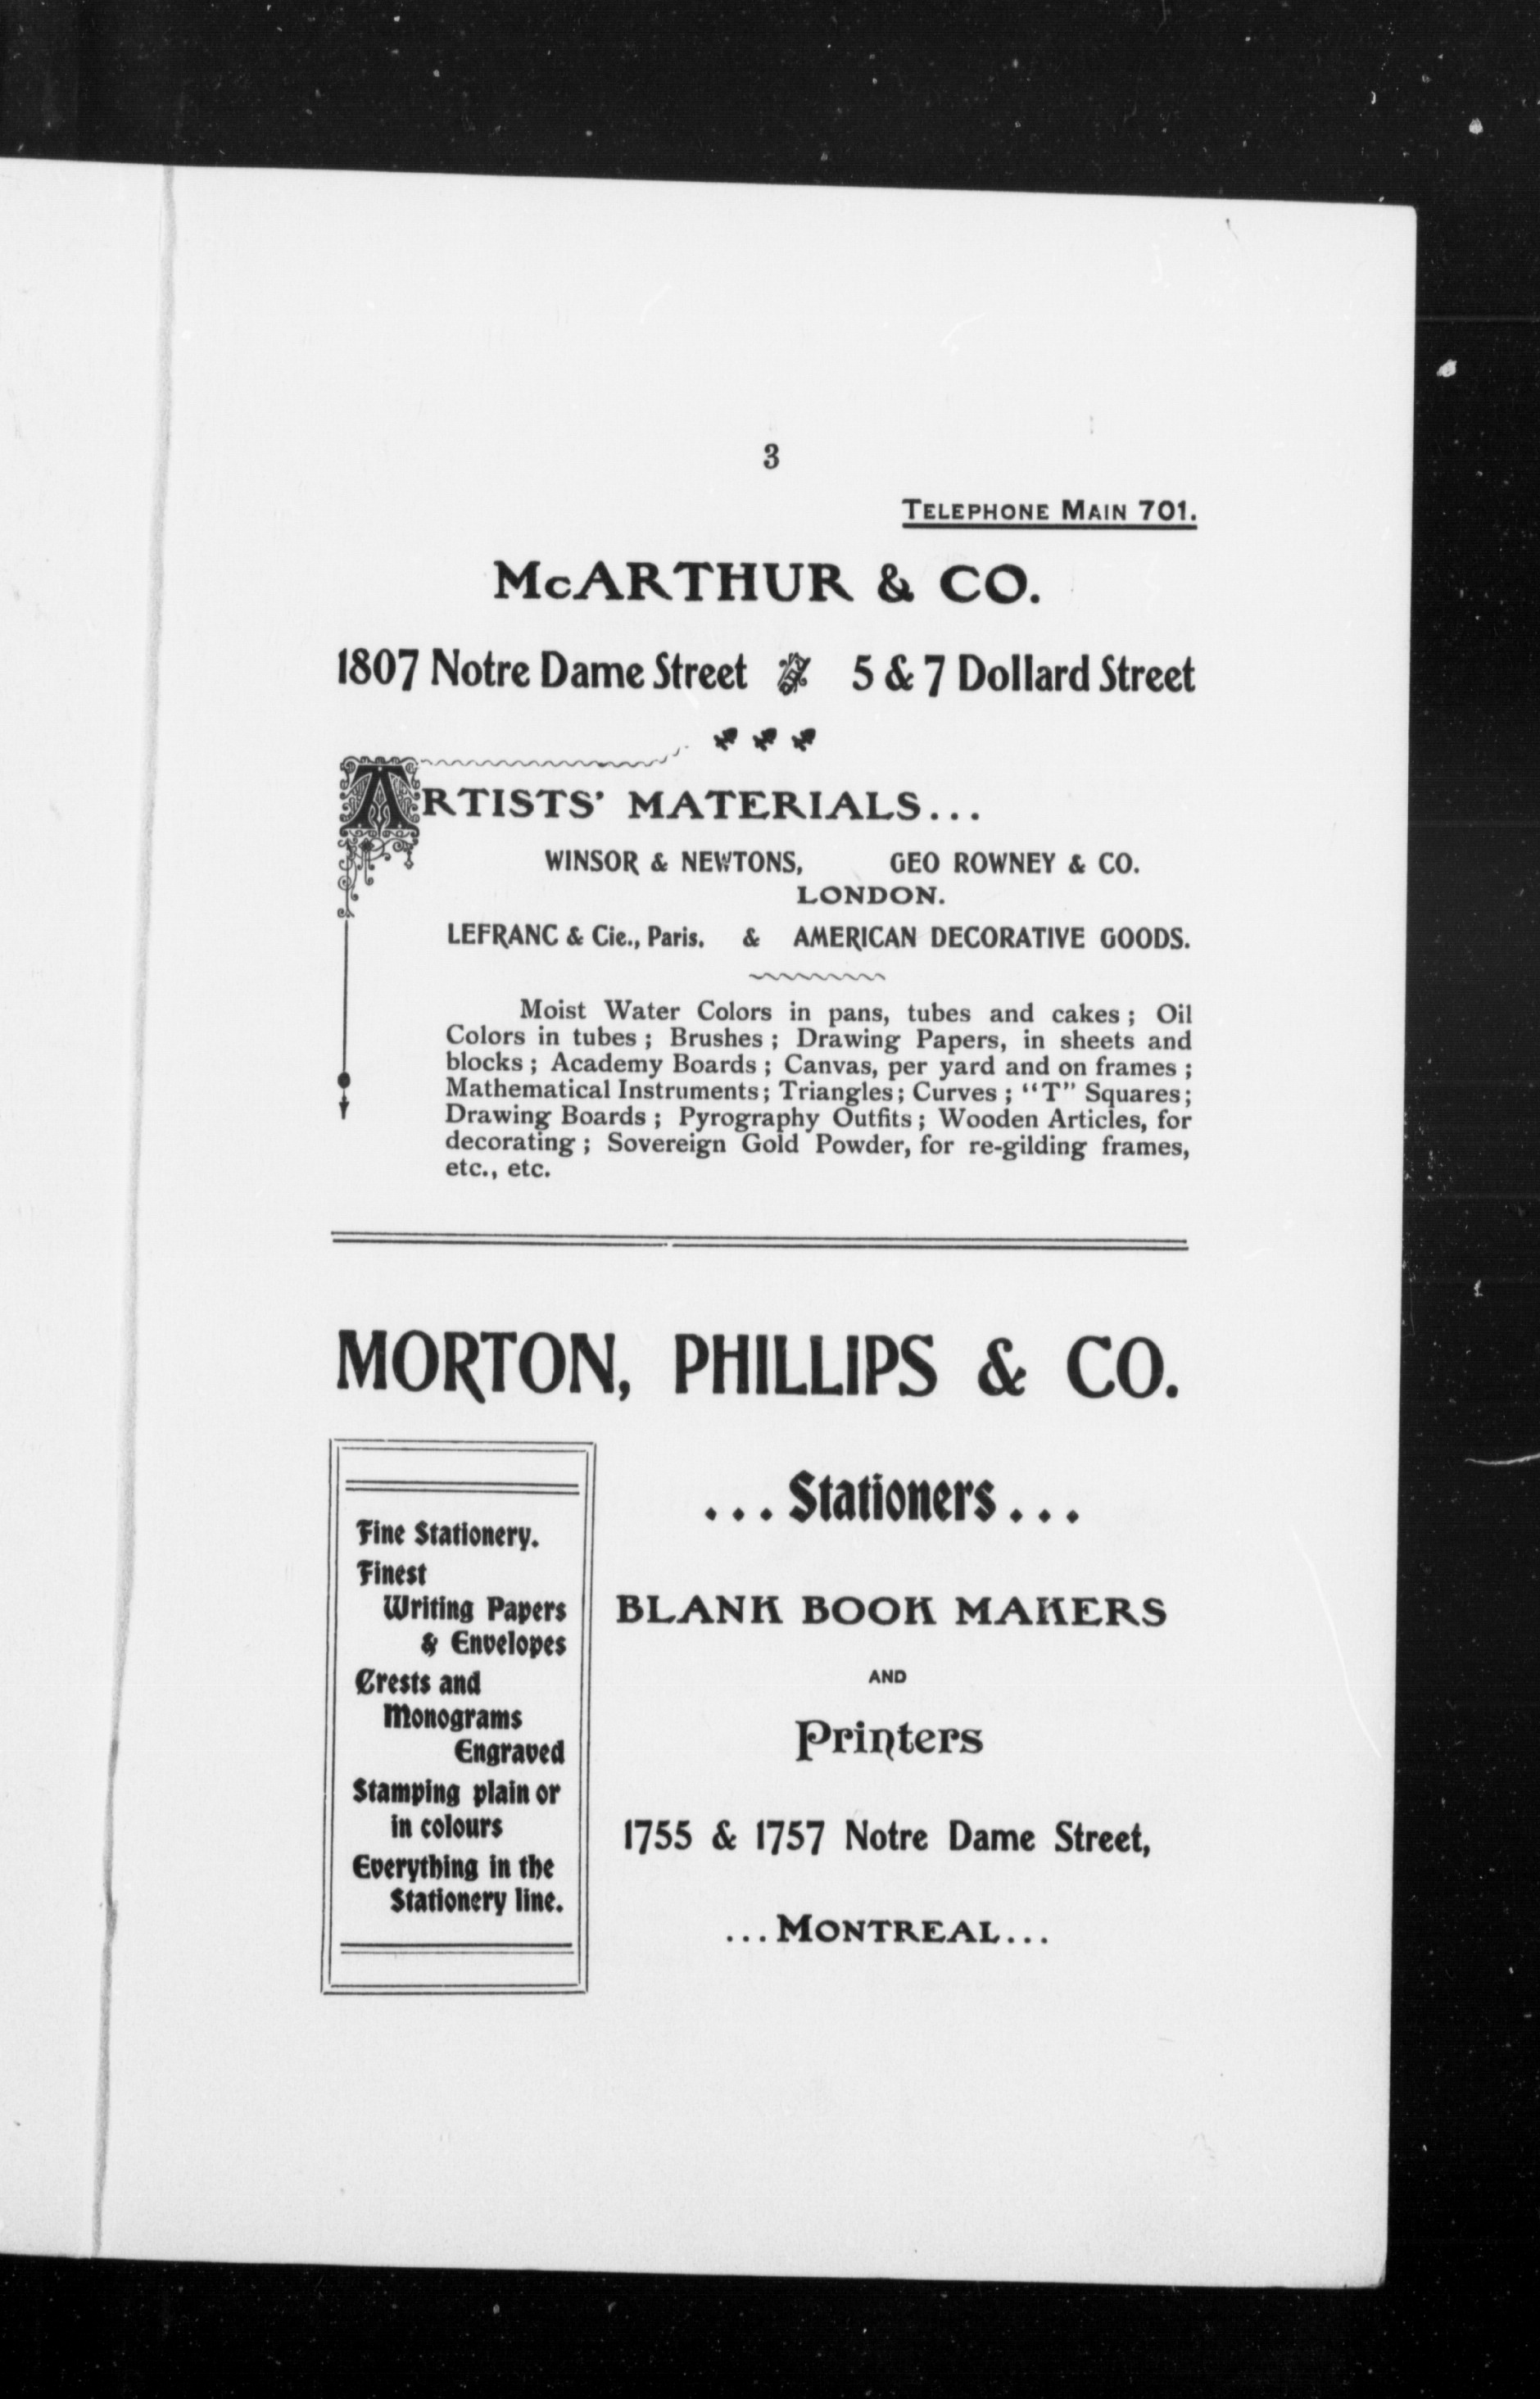 3
TELEPHONE MAIN 701.
McARTHUR & CO.
1807 Notre Dame Street 5 & 7 Dollard Street
ARTISTS' MATERIALS...
WINSOR & NEWTONS, GEO ROWNEY & CO.
LONDON.
LEFRANC & Cie., Paris. & AMERICAN DECORATIVE GOODS.
Moist Water Colors in pans, tubes and cakes ; Oil
Colors in tubes ; Brushes ; Drawing Papers, in sheets and
blocks ; Academy Boards ; Canvas, per yard and on frames ;
Mathematical Instruments ; Triangles ; Curves ; "T" Squares ;
Drawing Boards ; Pyrography Outfits ; Wooden Articles, for
decorating ; Sovereign Gold Powder, for re-gilding frames,
etc., etc.
MORTON, PHILLIPS & CO.
Fine Stationery.
Finest
Writing Papers
& Envelopes
Crests and
Monograms
Engraved
Stamping plain or
in colours
Everything in the
Stationery line.
...Stationers...
BLANK BOOK MAKERS
AND
Printers
1755 & 1757 Notre Dame Street,
...MONTREAL...